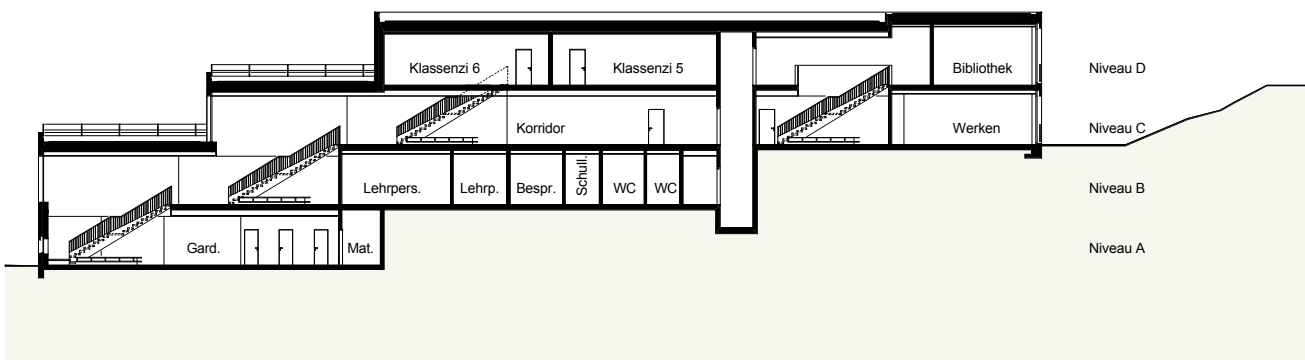 Klassenzi 6 Klassenzi 5 Bibliothek Niveau D
Korridor Werken Niveau C
Lehrpers. Lehrp. Bespr. Schull. WC WC Niveau B
Gard. Mat. Niveau A